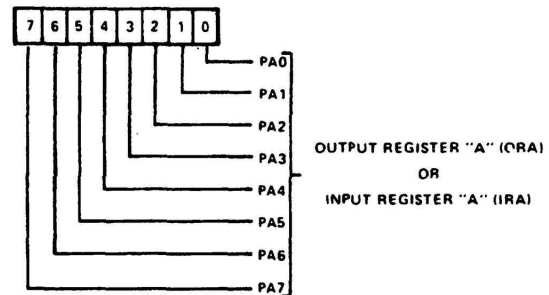 7 6 5 4 3 2 1 0
PA0
PA1
PA2
PA3
PA4
PA5
PA6
PA7
OUTPUT REGISTER "A" (ORA)
OR
INPUT REGISTER "A" (IRA)